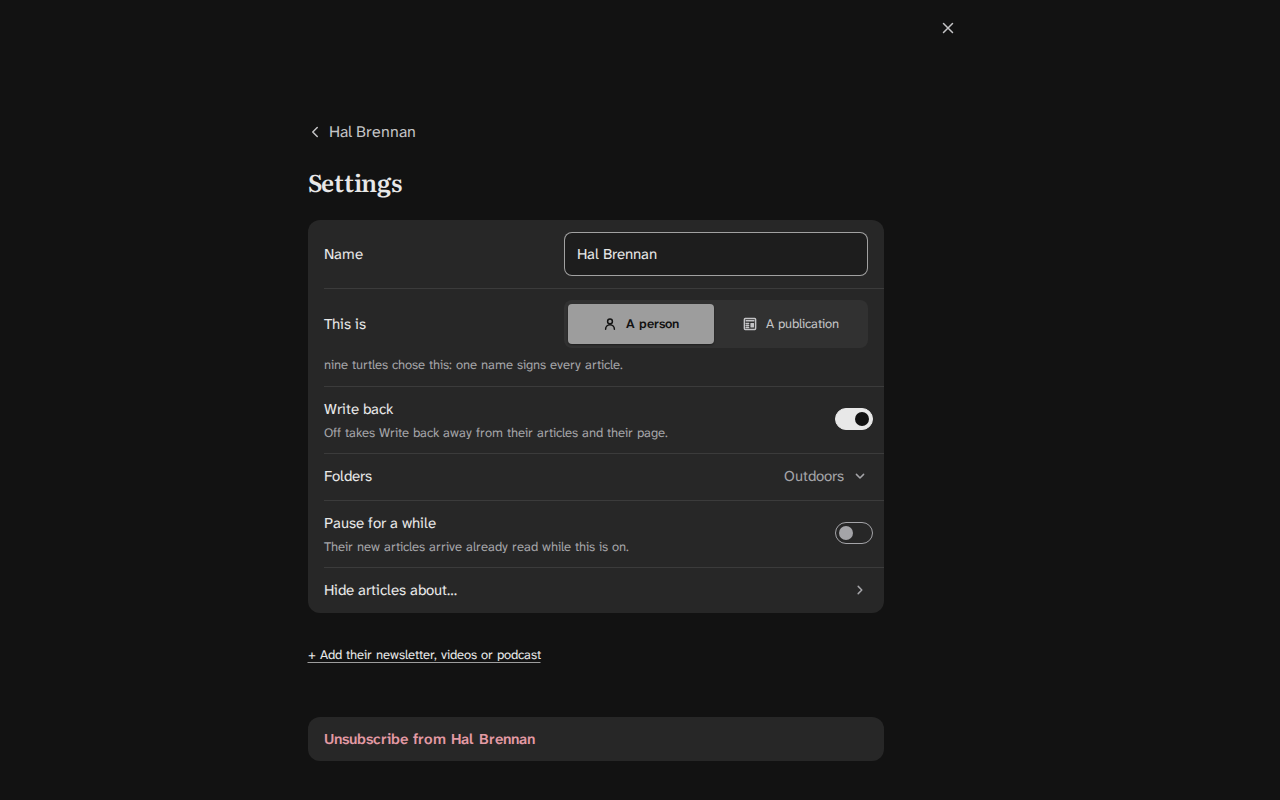 Hal Brennan
Settings
Name
Hal Brennan
This is
A person
A publication
nine turtles chose this: one name signs every article.
Write back
Off takes Write back away from their articles and their page.
Folders
Outdoors
Pause for a while
Their new articles arrive already read while this is on.
Hide articles about...
+ Add their newsletter, videos or podcast
Unsubscribe from Hal Brennan